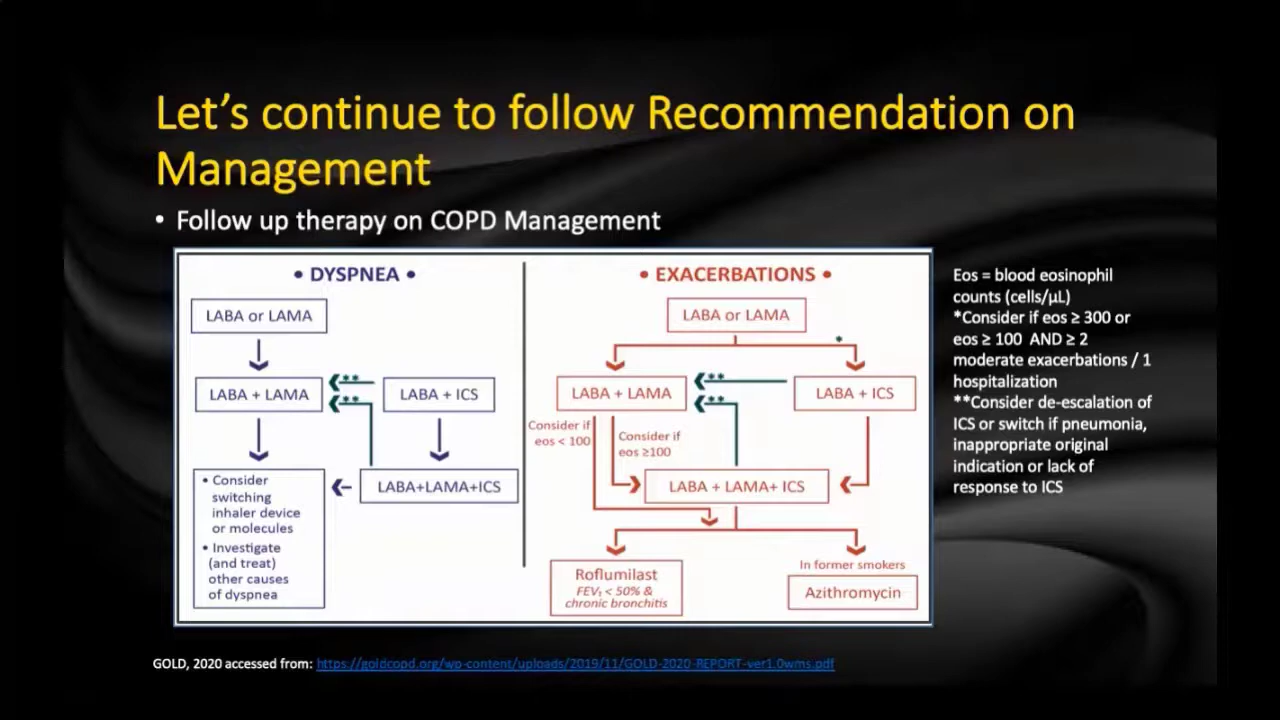 Let's continue to follow Recommendation on
Management
• Follow up therapy on COPD Management
• DYSPNEA •
LABA or LAMA
LABA + LAMA
**
**
LABA + ICS
• Consider
switching
inhaler device
or molecules
• Investigate
(and treat)
other causes
of dyspnea
LABA+LAMA+ICS
• EXACERBATIONS •
LABA or LAMA
*
LABA + LAMA
**
**
LABA + ICS
Consider if
eos < 100
Consider if
eos ≥100
LABA + LAMA+ ICS
Roflumilast
FEV₁ < 50% &
chronic bronchitis
In former smokers
Azithromycin
Eos = blood eosinophil
counts (cells/µL)
*Consider if eos ≥ 300 or
eos ≥ 100 AND ≥ 2
moderate exacerbations / 1
hospitalization
**Consider de-escalation of
ICS or switch if pneumonia,
inappropriate original
indication or lack of
response to ICS
GOLD, 2020 accessed from: https://goldcopd.org/wp-content/uploads/2019/11/GOLD-2020-REPORT-ver1.0wms.pdf